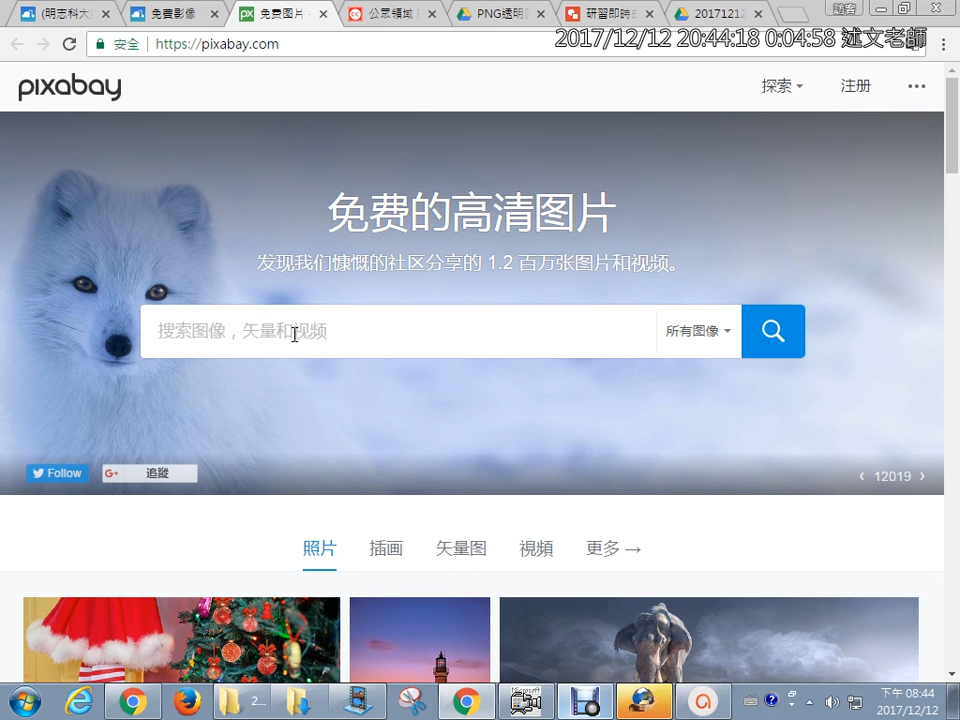 (明志科大
免費影像
免费图片 -
公眾領域
PNG透明
研習即時
20171212
訪客
安全
https://pixabay.com
2017/12/12 20:44:18 0:04:58 述文老師
pixabay
探索
注册
免费的高清图片
发现我们慷慨的社区分享的 1.2 百万张图片和视频。
搜索图像，矢量和视频
所有图像
Follow
G+ 追蹤
‹ 12019 ›
照片
插画
矢量图
視頻
更多 →
2...
Microsoft
下午 08:44
2017/12/12